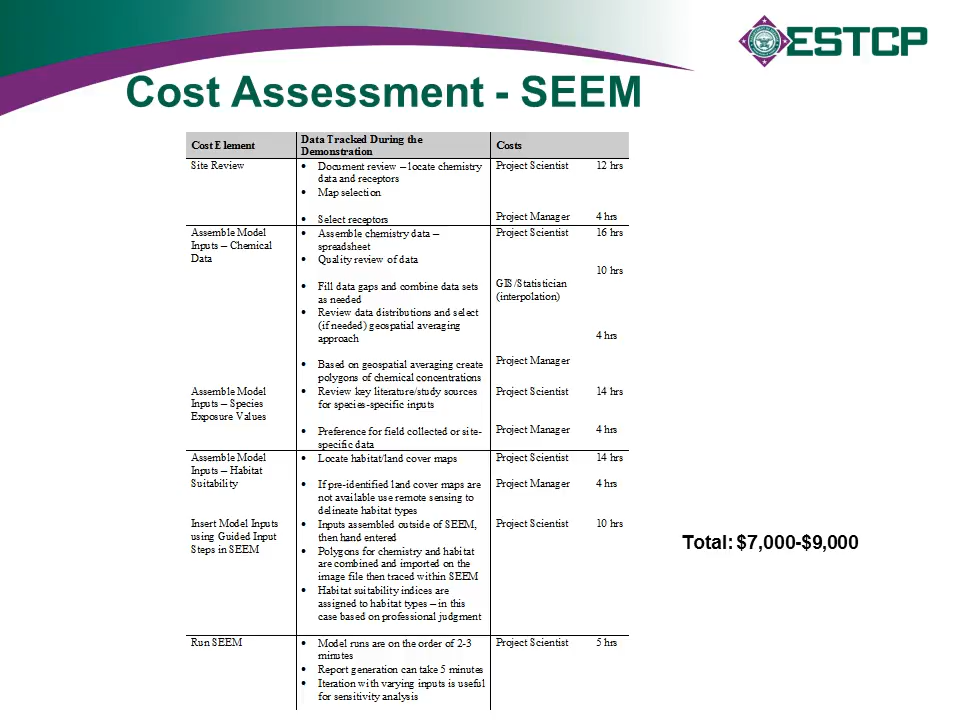 ESTCP
Cost Assessment - SEEM
Cost Element
Data Tracked During the
Demonstration
Costs
Site Review
• Document review – locate chemistry
data and receptors
• Map selection
• Select receptors
Project Scientist 12 hrs
Project Manager 4 hrs
Assemble Model
Inputs – Chemical
Data
• Assemble chemistry data –
spreadsheet
• Quality review of data
• Fill data gaps and combine data sets
as needed
• Review data distributions and select
(if needed) geospatial averaging
approach
• Based on geospatial averaging create
polygons of chemical concentrations
Project Scientist 16 hrs
10 hrs
GIS/Statistician
(interpolation)
4 hrs
Project Manager
Assemble Model
Inputs – Species
Exposure Values
• Review key literature/study sources
for species-specific inputs
• Preference for field collected or site-
specific data
Project Scientist 14 hrs
Project Manager 4 hrs
Assemble Model
Inputs – Habitat
Suitability
• Locate habitat/land cover maps
• If pre-identified land cover maps are
not available use remote sensing to
delineate habitat types
Project Scientist 14 hrs
Project Manager 4 hrs
Insert Model Inputs
using Guided Input
Steps in SEEM
• Inputs assembled outside of SEEM,
then hand entered
• Polygons for chemistry and habitat
are combined and imported on the
image file then traced within SEEM
• Habitat suitability indices are
assigned to habitat types – in this
case based on professional judgment
Project Scientist 10 hrs
Total: $7,000-$9,000
Run SEEM
• Model runs are on the order of 2-3
minutes
• Report generation can take 5 minutes
• Iteration with varying inputs is useful
for sensitivity analysis
Project Scientist 5 hrs